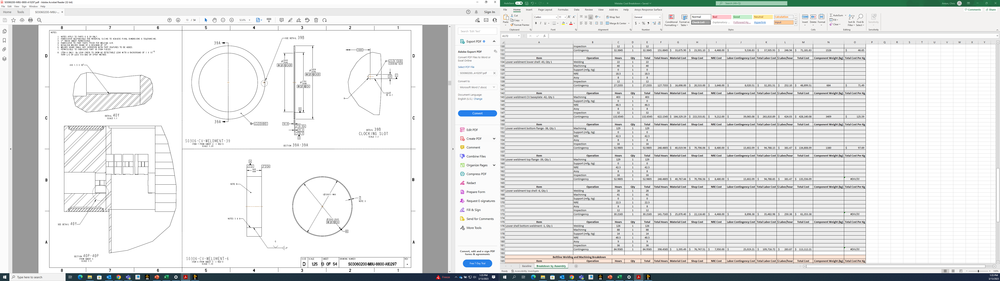 S03060200-M8U-8800-A10297.pdf - Adobe Acrobat Reader (32-bit)
File Edit View Sign Window Help
Home Tools S03060200-M8U-... × Sign In
13 / 54 52.6%
8 7 6 5 4 3 2 1
NOTES:
1. NOTES APPLY TO PARTS 6 & 39 ONLY.
2. FABRICATOR RESPONSIBLE FOR MATERIAL SIZING TO ACHIEVE FINAL DIMENSIONS & TOLERANCING.
3. 1" THICK SHEET PERMISSIBLE.
4. FABRICATOR TO PREP PARTS PRIOR FOR WELDING AIR.
5. MISALIGN WELDED SEAMS BY A MINIMUM OF 15°.
6. WELDED SEAMS SHALL NOT INTERFERE WITH PART FEATURES TO BE ADDED.
7. PERMISSIBLE TO FABRICATE PART 39 FROM PIECES.
8. ITEM 6 ONLY: He LEAK CHECK TO SHOW NO DETECTABLE LEAK WITH A BACKGROUND OF 1 X 10⁻⁹
TORR L/S OR LESS VIA BAG OR SPRAY METHOD.
44X 1.5 X 30°
DETAIL 40Y
SCALE 1:1
SEE DETAIL 40Y
SECTION 40P-40P
FROM SHEET 5
SCALE 1:5
39A
SEE DETAIL 39B
39A
S0306-CV-WELDMENT-39
ITEM 7 FROM SHEET 2: 1 REQ'D
SCALE 1:20
50.8
25.4
SECTION 39A-39A
1600
CLOCKING SLOT
20
SLOT
6-7
DETAIL 39B
CLOCKING SLOT
SCALE 1:2
669
668
NOTE 8
NOTES 5 & 6
G
CJP
(Ø2697) MAX
26
25
NOTE 3
Ø2642-2645
S0306-CV-WELDMENT-6
ITEM 6 FROM SHEET 2: 1 REQ'D
SCALE 1:20
SIZE SCALE SHEET DRAWING NUMBER REV
D 1:25 13 OF 54 S03060200-M8U-8800-A10297 -
8 7 6 5 4 3 2 1
Search 'Edit Text'
Export PDF
Adobe Export PDF
Convert PDF Files to Word or
Excel Online
Select PDF File
S03060200...A10297.pdf
Convert to
Microsoft Word (*.docx)
Document Language:
English (U.S.) Change
Convert
Edit PDF
Create PDF
Comment
Combine Files
Organize Pages
Compress PDF
Redact
Prepare Form
Request E-signatures
Fill & Sign
Send for Comments
More Tools
Convert, edit and e-sign PDF
forms & agreements
Free 7-Day Trial
AutoSave On Metalex Cost Breakdown • Saved Search (Alt+Q) Anton, Chris
File Home Insert Page Layout Formulas Data Review View Add-ins Help Ansys Response Surface Comments Share
Paste Cut Copy Format Painter Calibri 11 Wrap Text Merge & Center General Conditional Formatting Format as Table Normal Bad Good Neutral Calculation
Check Cell Explanatory ... Followed Hy... Hyperlink Input Insert Delete Format AutoSum Fill Clear Sort & Filter Find & Select Sensitivity
Clipboard Font Alignment Number Styles Cells Editing Sensitivity
A172
A B C D E F G H I J K L M N O P Q R S T U V W X Y
130 Inspection 12 1 12
131 Contingency 32.3845 1 32.3845 151.8845 $ 33,675.90 $ 23,501.10 $ 4,468.00 $ 9,536.83 $ 37,505.93 $ 246.94 $ 71,181.83 1526 $ 46.65
132
133 Item Operation Hours Qty Total Total Hours Material Cost Shop Cost NRE Cost Labor Contingency Cost Total Labor Cost $ Labor/hour Total Cost Component Weight (kg) Total Cost Per Kg
134 Lower weldment lower shell -43, Qty 1 Welding 22 1 22
135 Machining 40 1 40
136 Support (mfg, tig) 0 1 0
137 NRE 18.5 1 18.5
138 Assy 8 1 8
139 Inspection 12 1 12
140 Contingency 27.2355 1 27.2355 127.7355 $ 16,698.00 $ 20,533.00 $ 3,648.00 $ 8,020.51 $ 32,201.51 $ 252.10 $ 48,899.51 684 $ 71.49
141
142 Item Operation Hours Qty Total Total Hours Material Cost Shop Cost NRE Cost Labor Contingency Cost Total Labor Cost $ Labor/hour Total Cost Component Weight (kg) Total Cost Per Kg
143 Lower weldment CV baseplate -42, Qty 1 Machining 403 1 403
144 Support (mfg, tig) 0 1 0
145 NRE 46.5 1 46.5
146 Assy 8 1 8
147 Inspection 32 1 32
148 Contingency 132.6545 1 132.6545 622.1545 $ 164,329.19 $ 215,533.81 $ 9,212.00 $ 39,065.08 $ 263,810.89 $ 424.03 $ 428,140.08 3409 $ 125.59
149
150 Item Operation Hours Qty Total Total Hours Material Cost Shop Cost NRE Cost Labor Contingency Cost Total Labor Cost $ Labor/hour Total Cost Component Weight (kg) Total Cost Per Kg
151 Lower weldment bottom flange -38, Qty 1 Machining 129 1 129
152 Support (mfg, tig) 0 1 0
153 NRE 42.5 1 42.5
154 Assy 8 1 8
155 Inspection 16 1 16
156 Contingency 52.9805 1 52.9805 248.4805 $ 40,019.94 $ 70,706.06 $ 8,480.00 $ 15,602.09 $ 94,788.15 $ 381.47 $ 134,808.09 1380 $ 97.69
157
158 Item Operation Hours Qty Total Total Hours Material Cost Shop Cost NRE Cost Labor Contingency Cost Total Labor Cost $ Labor/hour Total Cost Component Weight (kg) Total Cost Per Kg
159 Lower weldment top flange -39, Qty 1 Machining 129 1 129
160 Support (mfg, tig) 0 1 0
161 NRE 42.5 1 42.5
162 Assy 8 1 8
163 Inspection 16 1 16
164 Contingency 52.9805 1 52.9805 248.4805 $ 40,767.44 $ 70,706.56 $ 8,480.00 $ 15,602.09 $ 94,788.65 $ 381.47 $ 135,556.09 #DIV/0!
165
166 Item Operation Hours Qty Total Total Hours Material Cost Shop Cost NRE Cost Labor Contingency Cost Total Labor Cost $ Labor/hour Total Cost Component Weight (kg) Total Cost Per Kg
167 Lower weldment top shell -6, Qty 1 Welding 28 1 28
168 Machining 41 1 41
169 Support (mfg, tig) 0 1 0
170 NRE 22.5 1 22.5
171 Assy 8 1 8
172 Inspection 12 1 12
173 Contingency 30.2165 1 30.2165 141.7165 $ 25,870.40 $ 22,116.60 $ 4,468.00 $ 8,898.38 $ 35,482.98 $ 250.38 $ 61,353.38 #DIV/0!
174
175 Item Operation Hours Qty Total Total Hours Material Cost Shop Cost NRE Cost Labor Contingency Cost Total Labor Cost $ Labor/hour Total Cost Component Weight (kg) Total Cost Per Kg
176 Lower shell bottom weldment -1, Qty 1 Welding 126 1 126
177 Machining 88 1 88
178 Support (mfg, tig) 14 1 14
179 NRE 40.5 1 40.5
180 Assy 9 1 9
181 Inspection 36 1 36
182 Contingency 84.9585 1 84.9585 398.4585 $ 3,395.49 $ 76,747.51 $ 7,950.00 $ 25,019.21 $ 109,716.72 $ 283.87 $ 113,112.21 #DIV/0!
183
184 Beltline Welding and Machining Breakdown
185 Item Operation Hours Qty Total Total Hours Material Cost Shop Cost NRE Cost Labor Contingency Cost Total Labor Cost $ Labor/hour Total Cost Component Weight (kg) Total Cost Per Kg
Baseline Breakdown by Assembly
Ready Accessibility: Investigate 100%
Type here to search Freeze 1:35 PM 3/13/2023
1:35 PM 3/13/2023